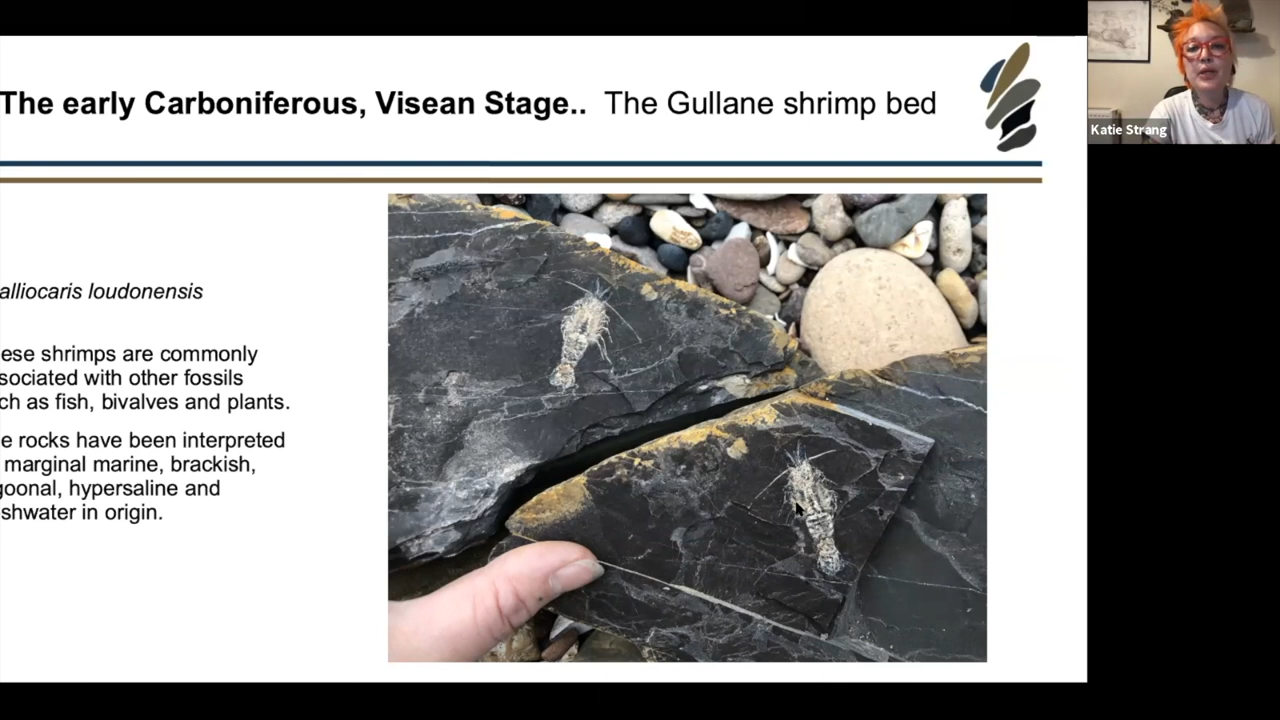 The early Carboniferous, Visean Stage.. The Gullane shrimp bed
Katie Strang
alliocaris loudonensis
ese shrimps are commonly
sociated with other fossils
ch as fish, bivalves and plants.
e rocks have been interpreted
marginal marine, brackish,
goonal, hypersaline and
shwater in origin.